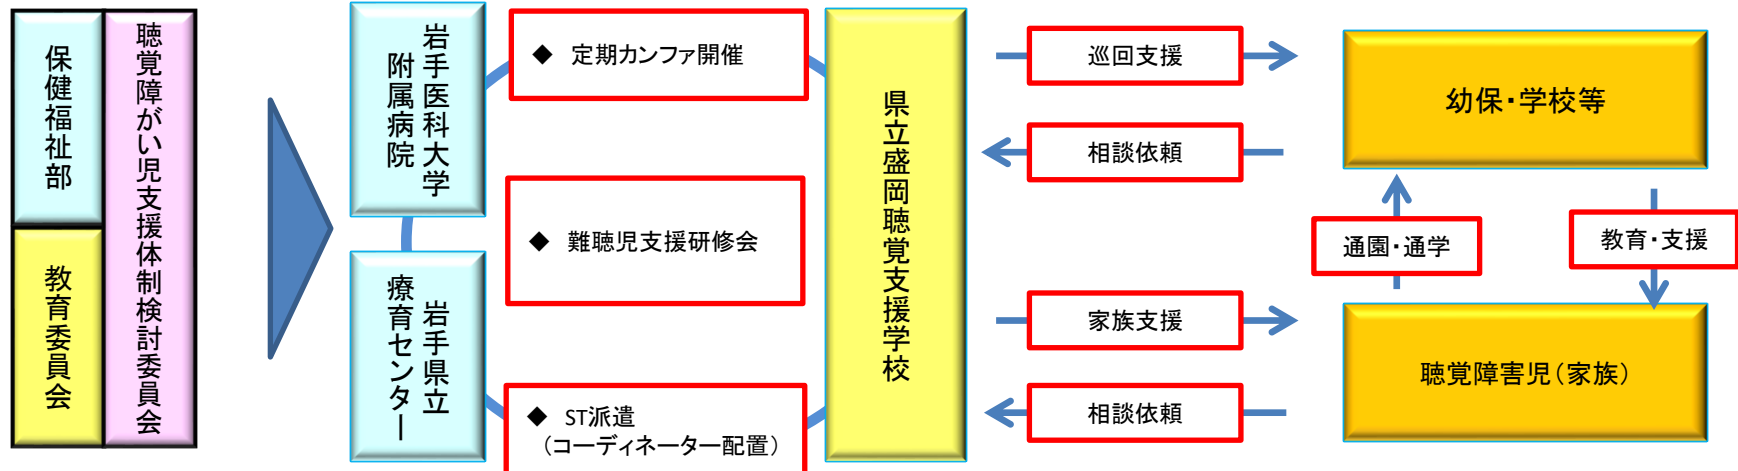 保健福祉部
教育委員会
聴覚障がい児支援体制検討委員会
岩手医科大学
附属病院
岩手県立
療育センター
◆ 定期カンファ開催
◆ 難聴児支援研修会
◆ ST派遣
（コーディネーター配置）
県立盛岡聴覚支援学校
巡回支援
相談依頼
家族支援
相談依頼
幼保・学校等
通園・通学
教育・支援
聴覚障害児（家族）